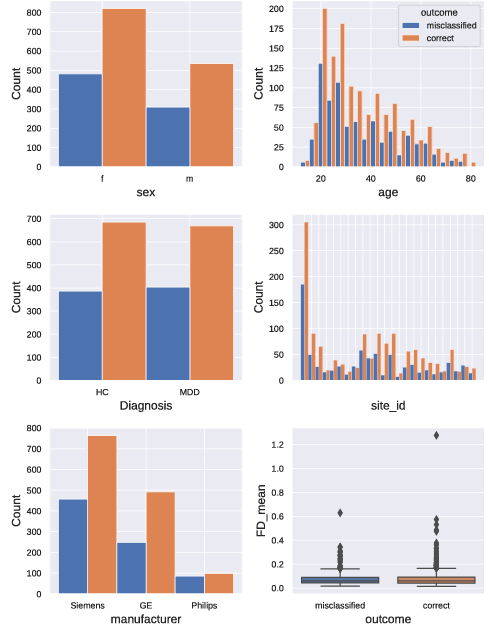 800
700
600
500
400
300
200
100
0
Count
f m
sex
200
175
150
125
100
75
50
25
0
Count
outcome
misclassified
correct
20 40 60 80
age
700
600
500
400
300
200
100
0
Count
HC MDD
Diagnosis
300
250
200
150
100
50
0
Count
site_id
800
700
600
500
400
300
200
100
0
Count
Siemens GE Philips
manufacturer
1.2
1.0
0.8
0.6
0.4
0.2
0.0
FD_mean
misclassified correct
outcome